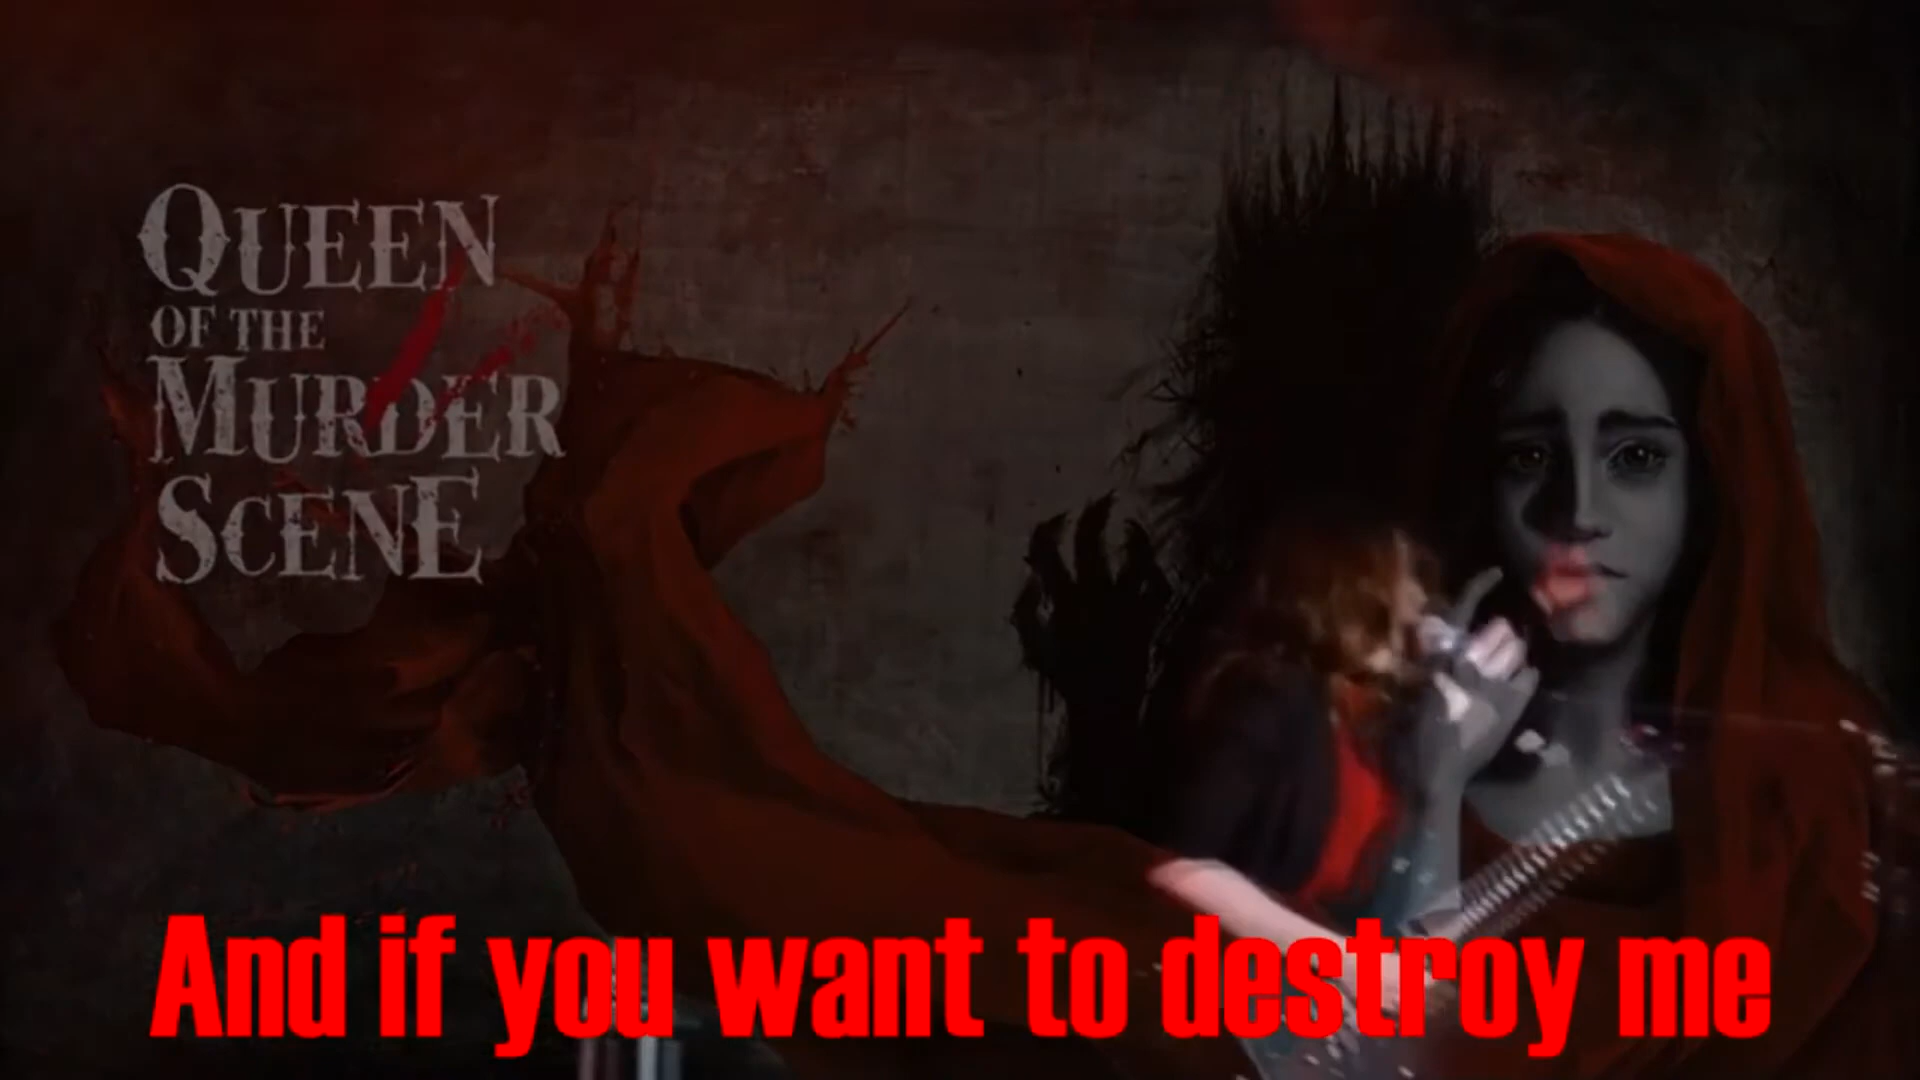 QUEEN
OF THE
MURDER
SCENE
And if you want to destroy me